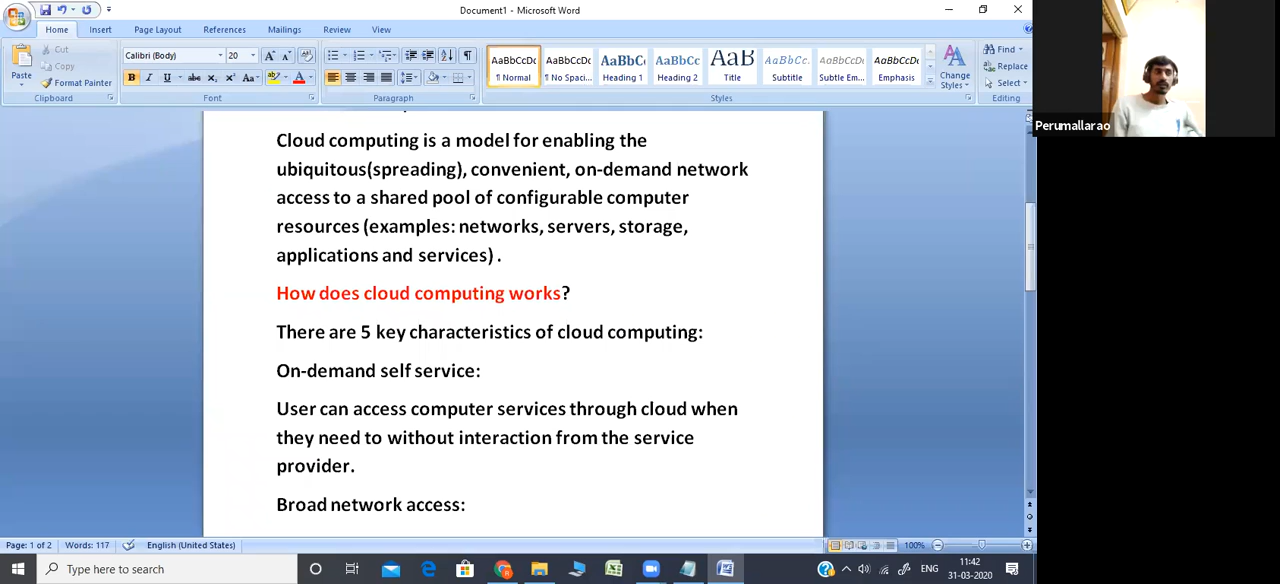 Document1 - Microsoft Word
Home Insert Page Layout References Mailings Review View
Cut
Copy
Format Painter
Paste
Clipboard
Calibri (Body) 20
Font
Paragraph
AaBbCcDc AaBbCcDc AaBbC AaBbCc AaB AaBbCc. AaBbCcDc AaBbCcDc
¶ Normal ¶ No Spaci... Heading 1 Heading 2 Title Subtitle Subtle Em... Emphasis
Change
Styles
Styles
Find
Replace
Select
Editing
Perumallarao
Cloud computing is a model for enabling the
ubiquitous(spreading), convenient, on-demand network
access to a shared pool of configurable computer
resources (examples: networks, servers, storage,
applications and services) .
How does cloud computing works?
There are 5 key characteristics of cloud computing:
On-demand self service:
User can access computer services through cloud when
they need to without interaction from the service
provider.
Broad network access:
Page: 1 of 2 Words: 117 English (United States) 100%
Type here to search
ENG
11:42
31-03-2020